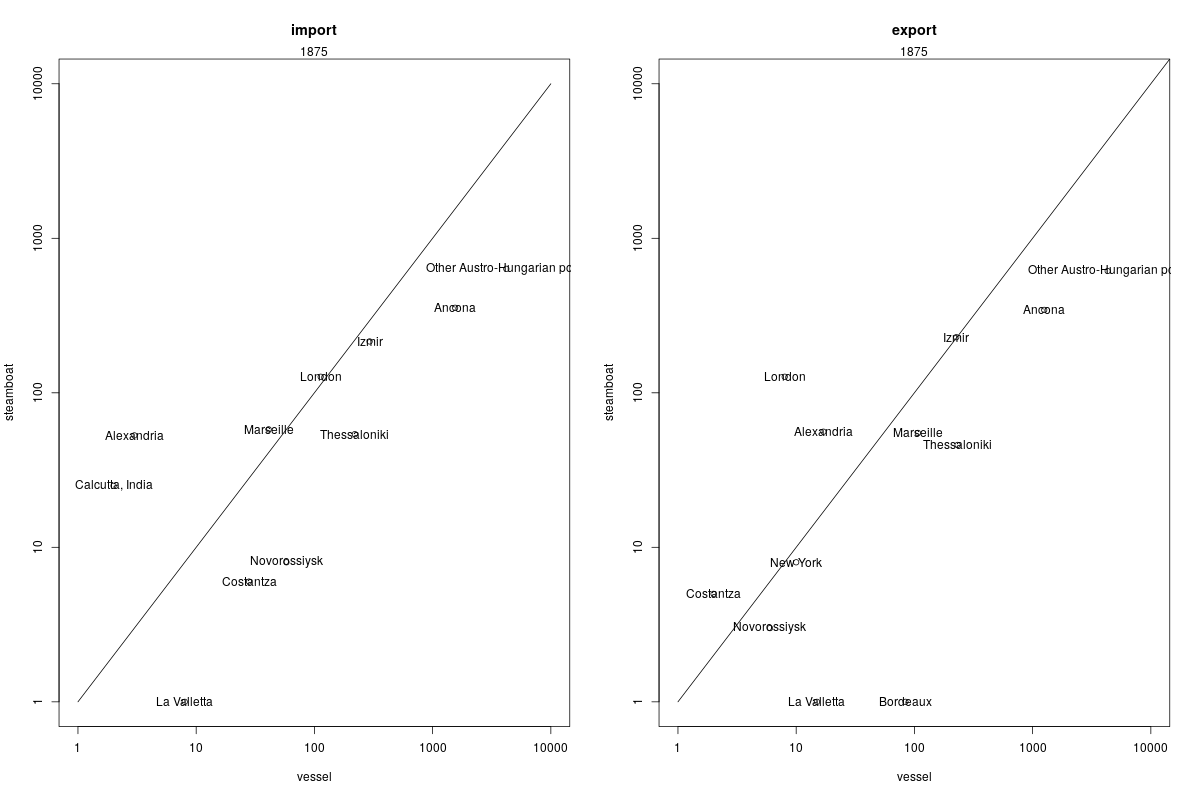 import
1875
10000
1000
100
10
1
steamboat
Other Austro-Hungarian po
Ancona
Izmir
London
Marseille
Thessaloniki
Alexandria
Calcutta, India
Novorossiysk
Costantza
La Valletta
1 10 100 1000 10000
vessel
export
1875
10000
1000
100
10
1
steamboat
Other Austro-Hungarian po
Ancona
Izmir
London
Alexandria
Marseille
Thessaloniki
New York
Costantza
Novorossiysk
La Valletta
Bordeaux
1 10 100 1000 10000
vessel